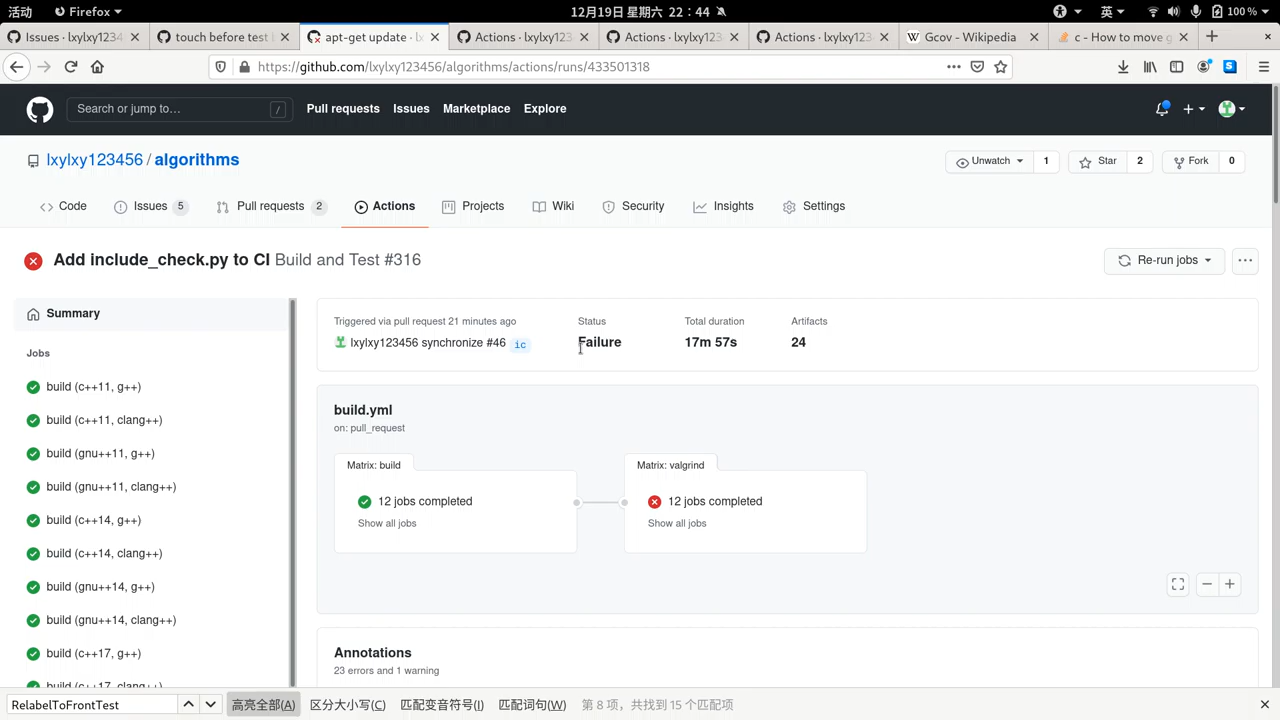 活动 Firefox 12月19日 星期六 22：44 英 100 %
Issues · lxylxy1234 touch before test apt-get update · l Actions · lxylxy123 Actions · lxylxy123 Actions · lxylxy123 Gcov - Wikipedia c - How to move g
https://github.com/lxylxy123456/algorithms/actions/runs/433501318
Search or jump to… / Pull requests Issues Marketplace Explore
lxylxy123456 / algorithms Unwatch 1 Star 2 Fork 0
Code Issues 5 Pull requests 2 Actions Projects Wiki Security Insights Settings
Add include_check.py to CI Build and Test #316 Re-run jobs
Summary
Jobs
build (c++11, g++)
build (c++11, clang++)
build (gnu++11, g++)
build (gnu++11, clang++)
build (c++14, g++)
build (c++14, clang++)
build (gnu++14, g++)
build (gnu++14, clang++)
build (c++17, g++)
build (c++17, clang++)
Triggered via pull request 21 minutes ago
lxylxy123456 synchronize #46 ic
Status
Failure
Total duration
17m 57s
Artifacts
24
build.yml
on: pull_request
Matrix: build
12 jobs completed
Show all jobs
Matrix: valgrind
12 jobs completed
Show all jobs
Annotations
23 errors and 1 warning
RelabelToFrontTest 高亮全部(A) 区分大小写(C) 匹配变音符号(I) 匹配词句(W) 第 8 项，共找到 15 个匹配项